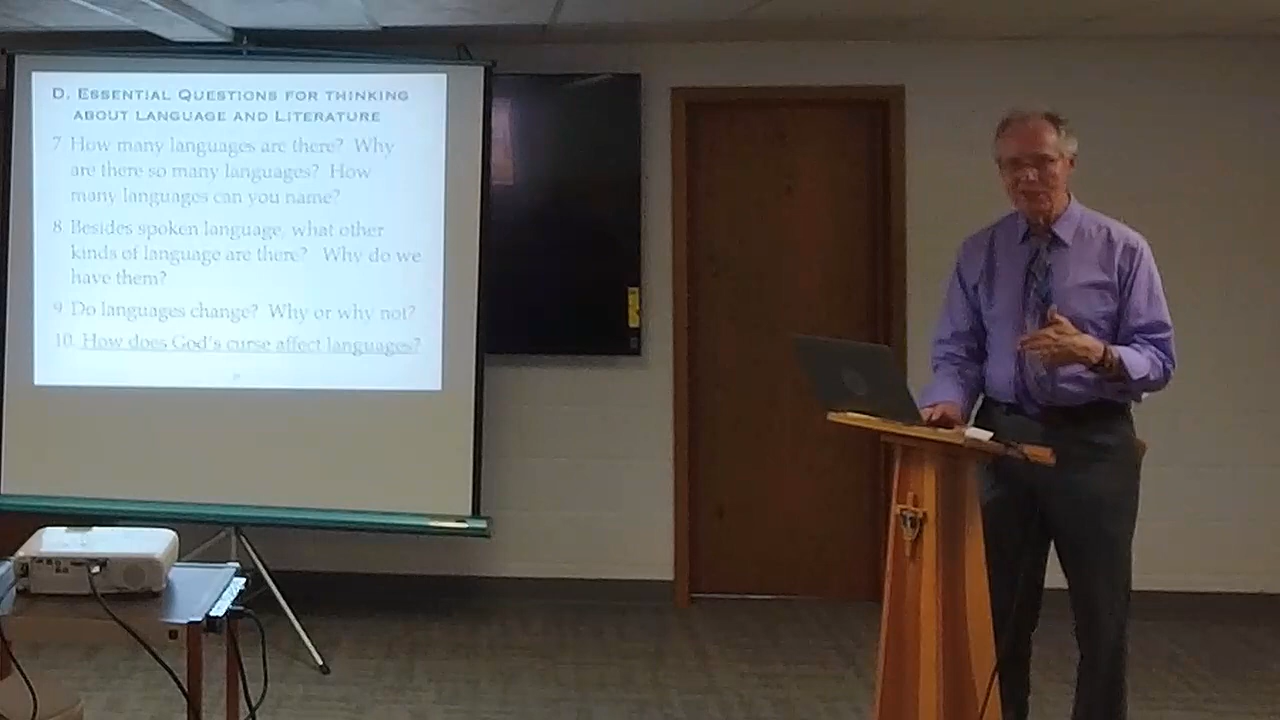 D. Essential Questions for thinking
about language and Literature
7. How many languages are there? Why
are there so many languages? How
many languages can you name?
8. Besides spoken language, what other
kinds of language are there? Why do we
have them?
9. Do languages change? Why or why not?
10. How does God's curse affect languages?